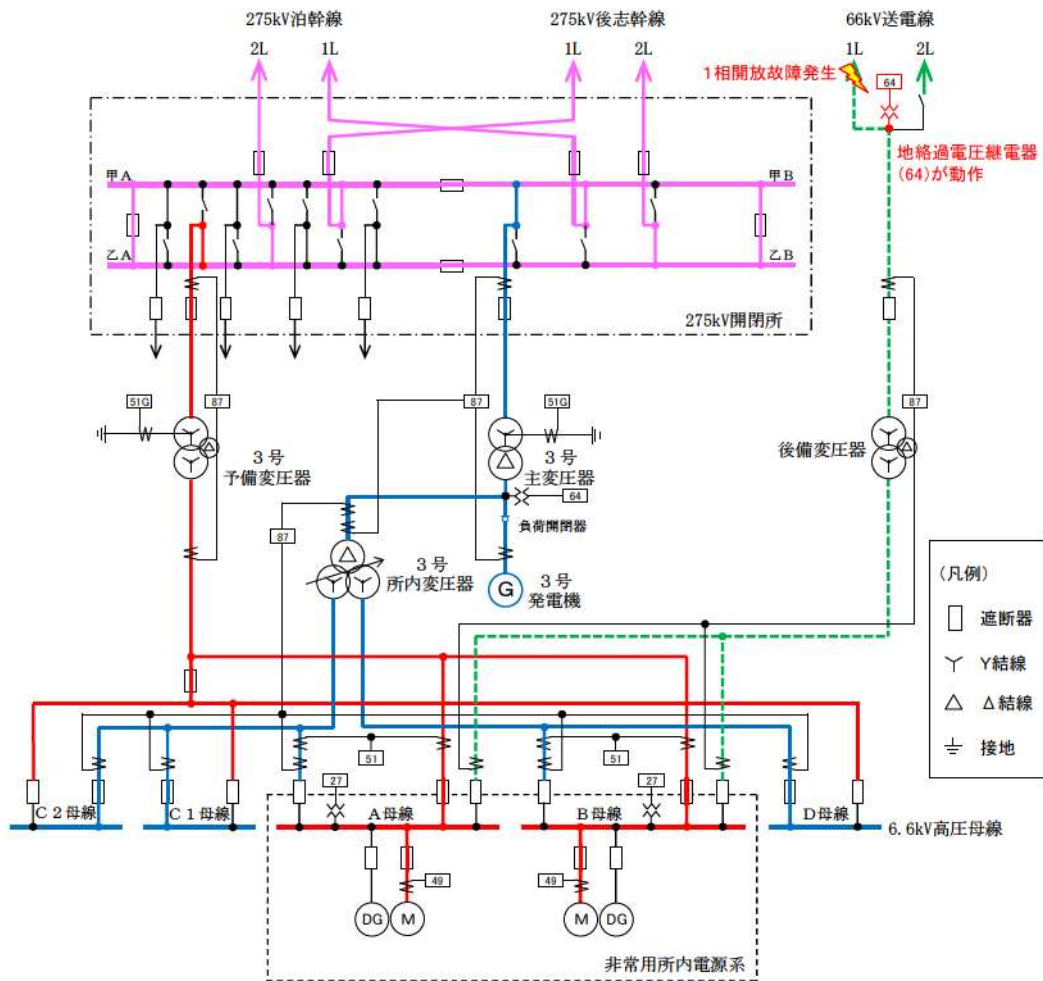 275kV泊幹線
275kV後志幹線
66kV送電線
2L
1L
1L
2L
1L
2L
1相開放故障発生
64
地絡過電圧継電器
(64)が動作
甲A
甲B
乙A
乙B
275kV開閉所
51G
87
87
51G
87
3号
予備変圧器
3号
主変圧器
後備変圧器
64
87
負荷開閉器
3号
所内変圧器
G
3号
発電機
(凡例)
遮断器
Y結線
Δ結線
接地
51
51
27
27
C2母線
C1母線
A母線
B母線
D母線
6.6kV高圧母線
49
49
DG
M
M
DG
非常用所内電源系